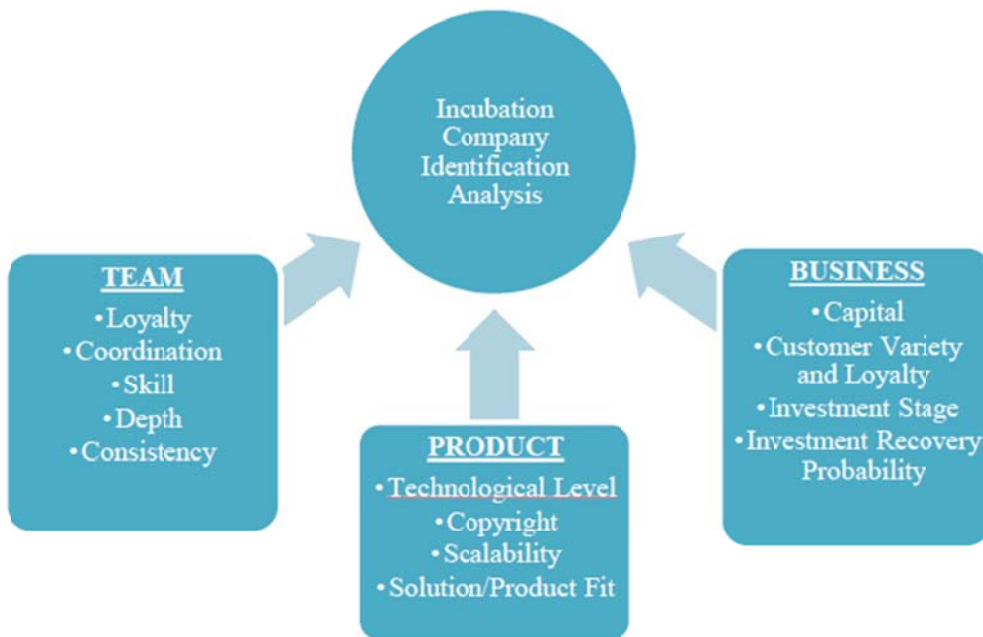 Incubation
Company
Identification
Analysis
TEAM
•Loyalty
•Coordination
•Skill
•Depth
•Consistency
PRODUCT
•Technological Level
•Copyright
•Scalability
•Solution/Product Fit
BUSINESS
•Capital
•Customer Variety
and Loyalty
•Investment Stage
•Investment Recovery
Probability